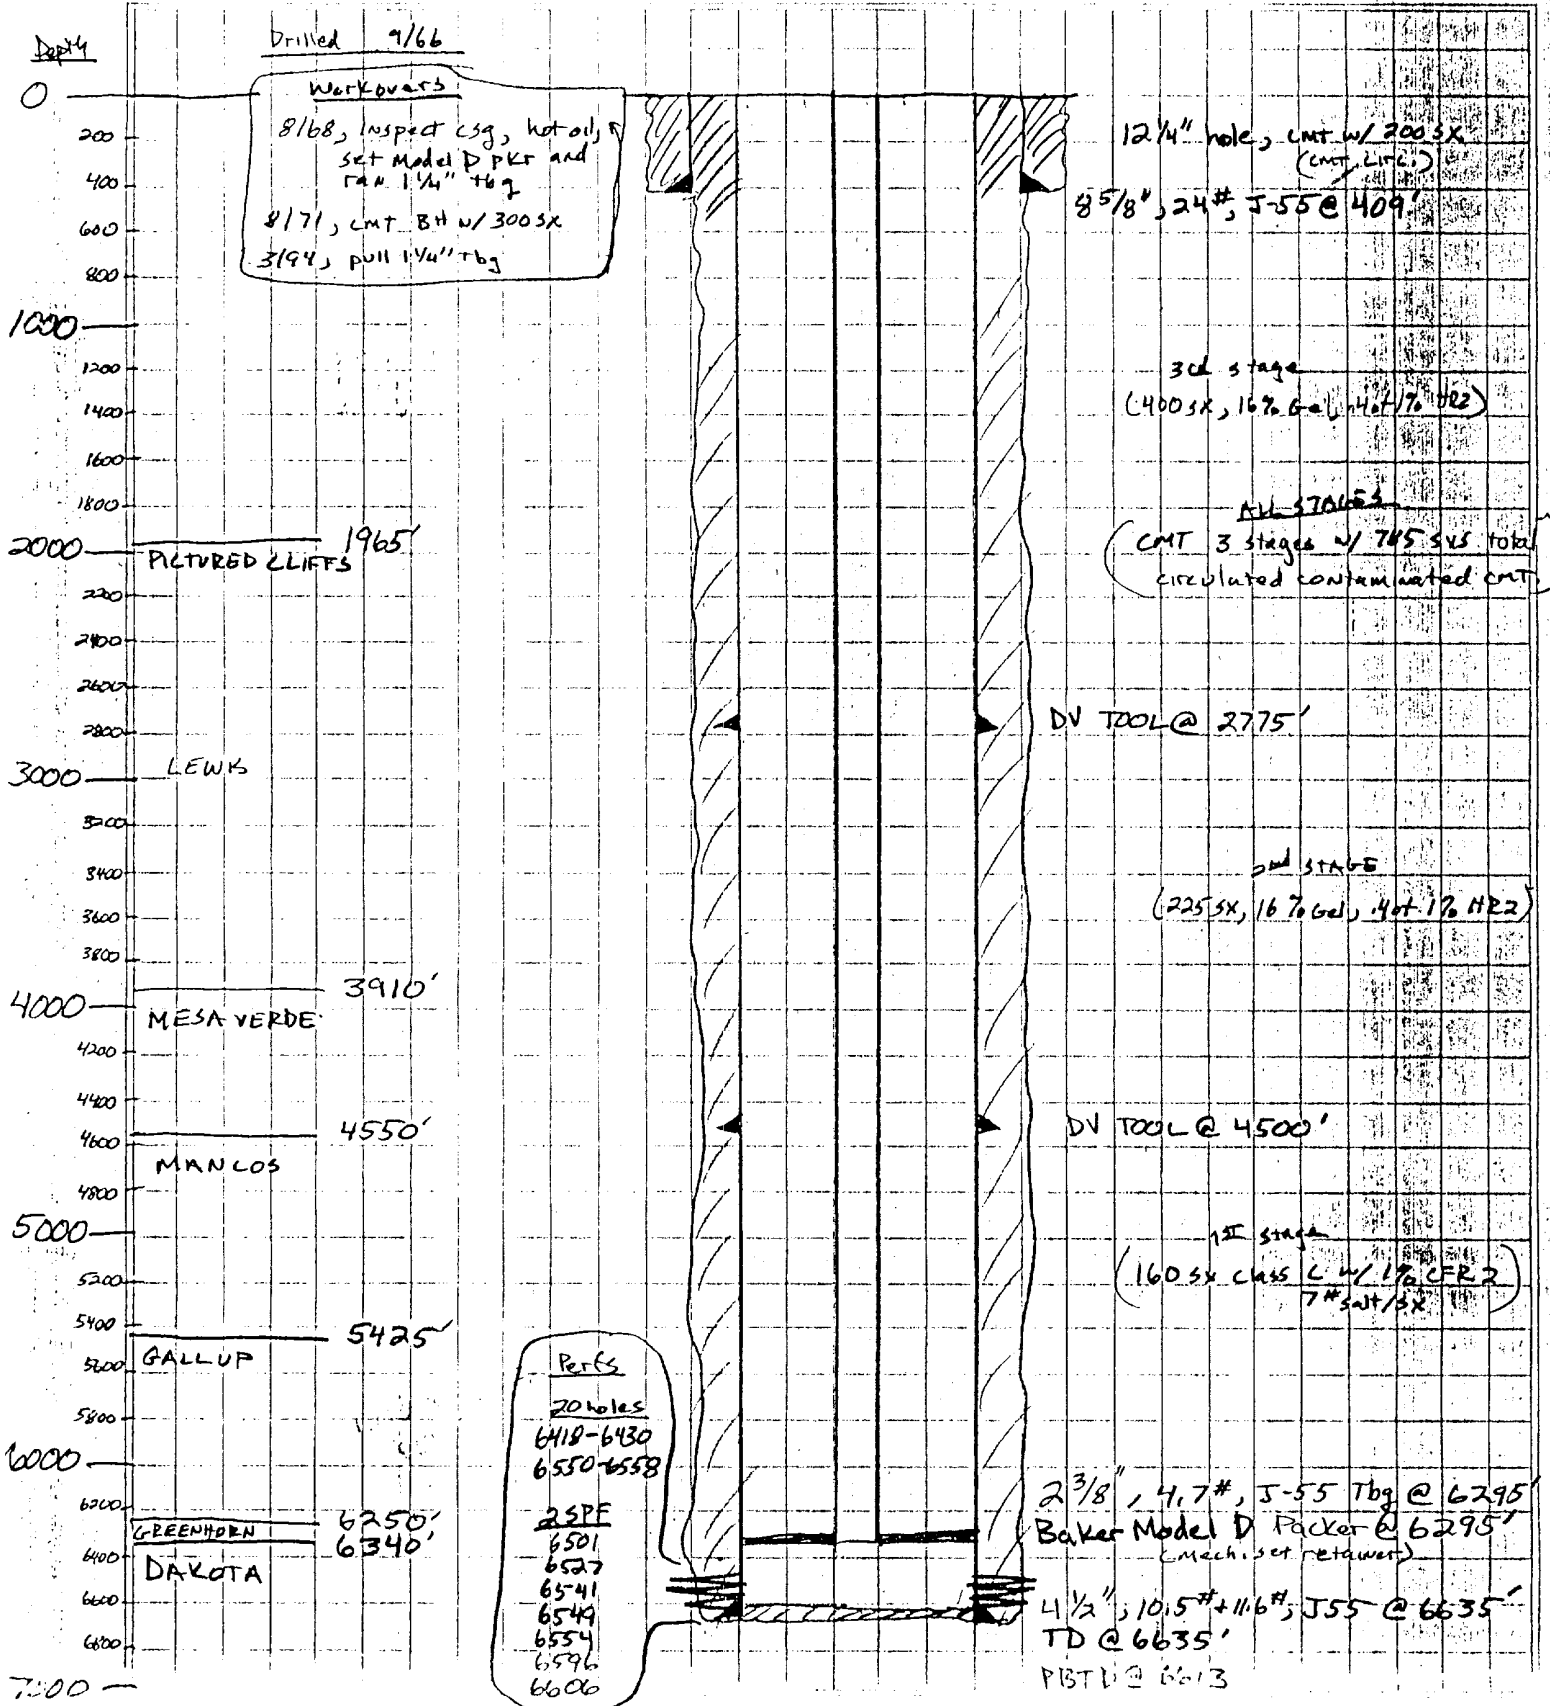 Depth
Drilled 9/66
Workovers
8/68, Inspect csg, hot oil,
set Model D pkr and
ran 1 1/4" tbg
8/71, CMT BH w/ 300 sx
3/94, pull 1 1/4" tbg
0
200
400
600
800
1000
1200
1400
1600
1800
2000
2200
2400
2600
2800
3000
3200
3400
3600
3800
4000
4200
4400
4600
4800
5000
5200
5400
5600
5800
6000
6200
6400
6600
6800
7000
1965'
PICTURED CLIFFS
LEWIS
3910'
MESA VERDE
4550'
MANCOS
5425'
GALLUP
6250'
GREENHORN
6340'
DAKOTA
Perfs
20 holes
6418-6430
6550-6558
2 SPF
6501
6527
6541
6549
6554
6596
6606
12 1/4" hole, CMT w/ 200 sx
(CMT circ.)
8 5/8", 24#, J-55 @ 409'
3rd stage
(400 sx, 16% Gel, .4 of 1% HR2)
ALL STAGES
(CMT 3 stages w/ 785 sxs total
circulated contaminated CMT)
DV TOOL @ 2775'
2nd STAGE
(225 sx, 16% Gel, .4 of 1% HR2)
DV TOOL @ 4500'
1st stage
(160 sx class C w/ 1% CFR2
7# salt/sx)
2 3/8", 4.7#, J-55 Tbg @ 6295'
Baker Model D Packer @ 6295'
(mech. set retainer)
4 1/2", 10.5# + 11.6#, J55 @ 6635'
TD @ 6635'
PBTD @ 6613